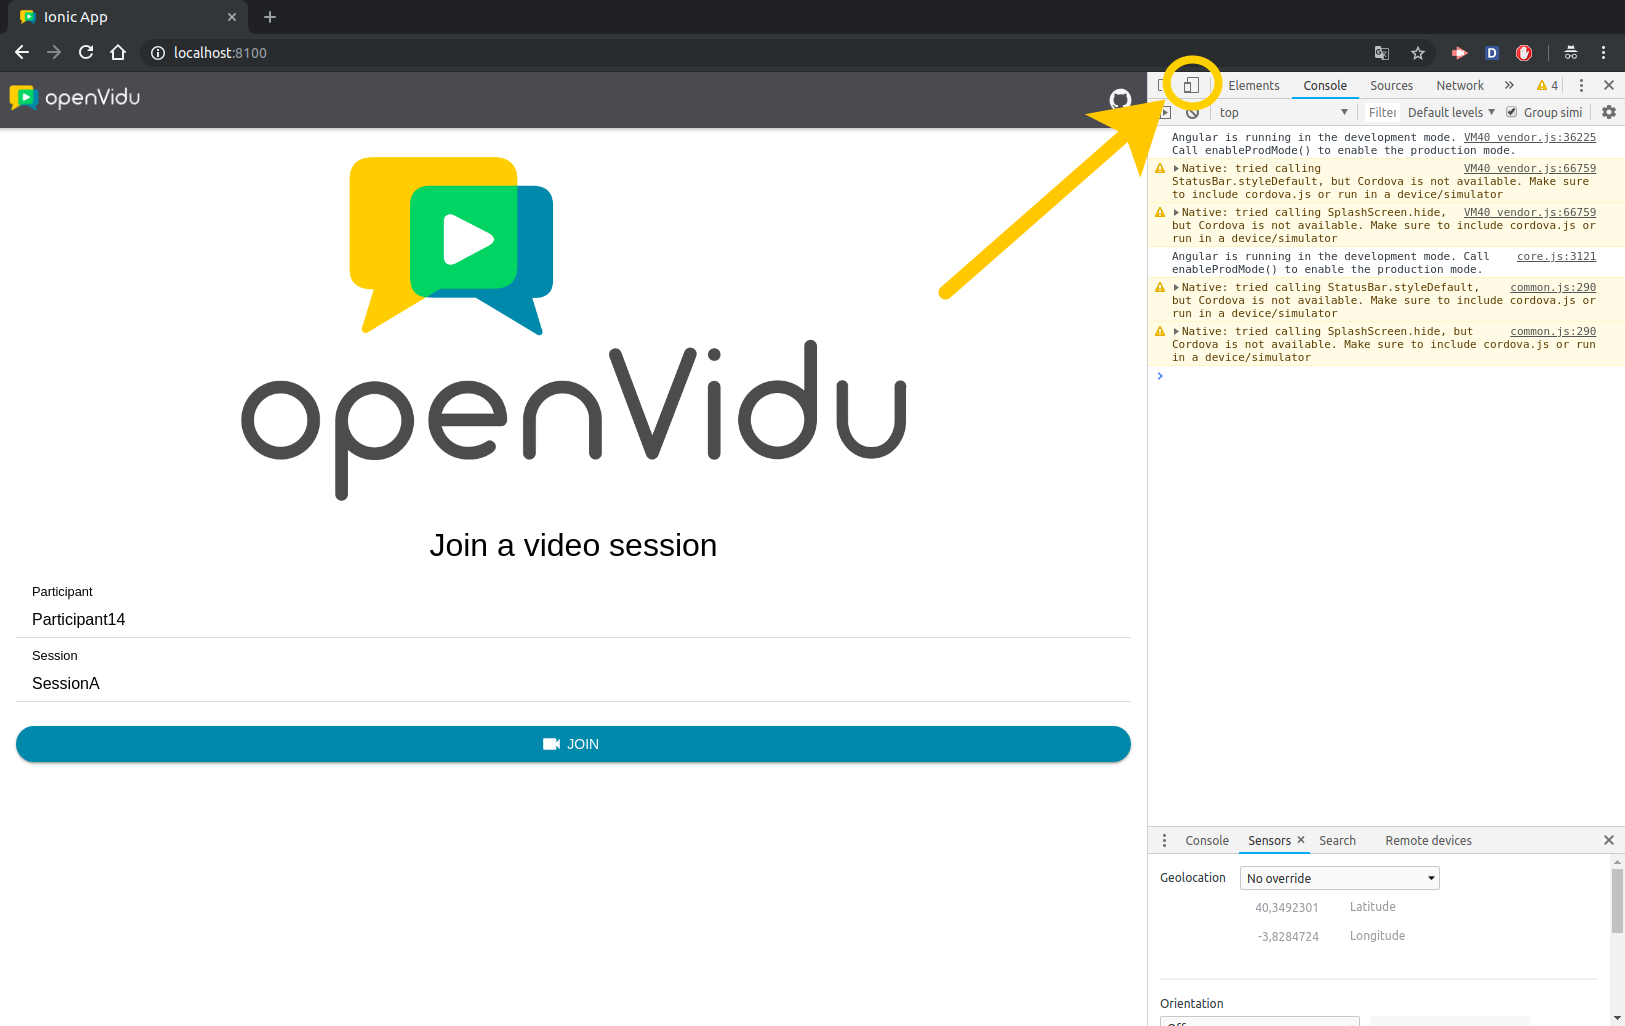 Ionic App
localhost:8100
openVidu
Elements Console Sources Network 4
top Filter Default levels Group simi
Angular is running in the development mode. VM40 vendor.js:36225
Call enableProdMode() to enable the production mode.
Native: tried calling VM40 vendor.js:66759
StatusBar.styleDefault, but Cordova is not available. Make sure
to include cordova.js or run in a device/simulator
Native: tried calling SplashScreen.hide, VM40 vendor.js:66759
but Cordova is not available. Make sure to include cordova.js or
run in a device/simulator
Angular is running in the development mode. Call core.js:3121
enableProdMode() to enable the production mode.
Native: tried calling StatusBar.styleDefault, common.js:290
but Cordova is not available. Make sure to include cordova.js or
run in a device/simulator
Native: tried calling SplashScreen.hide, but common.js:290
Cordova is not available. Make sure to include cordova.js or run
in a device/simulator
openVidu
Join a video session
Participant
Participant14
Session
SessionA
JOIN
Console Sensors Search Remote devices
Geolocation No override
40,3492301 Latitude
-3,8284724 Longitude
Orientation
Off